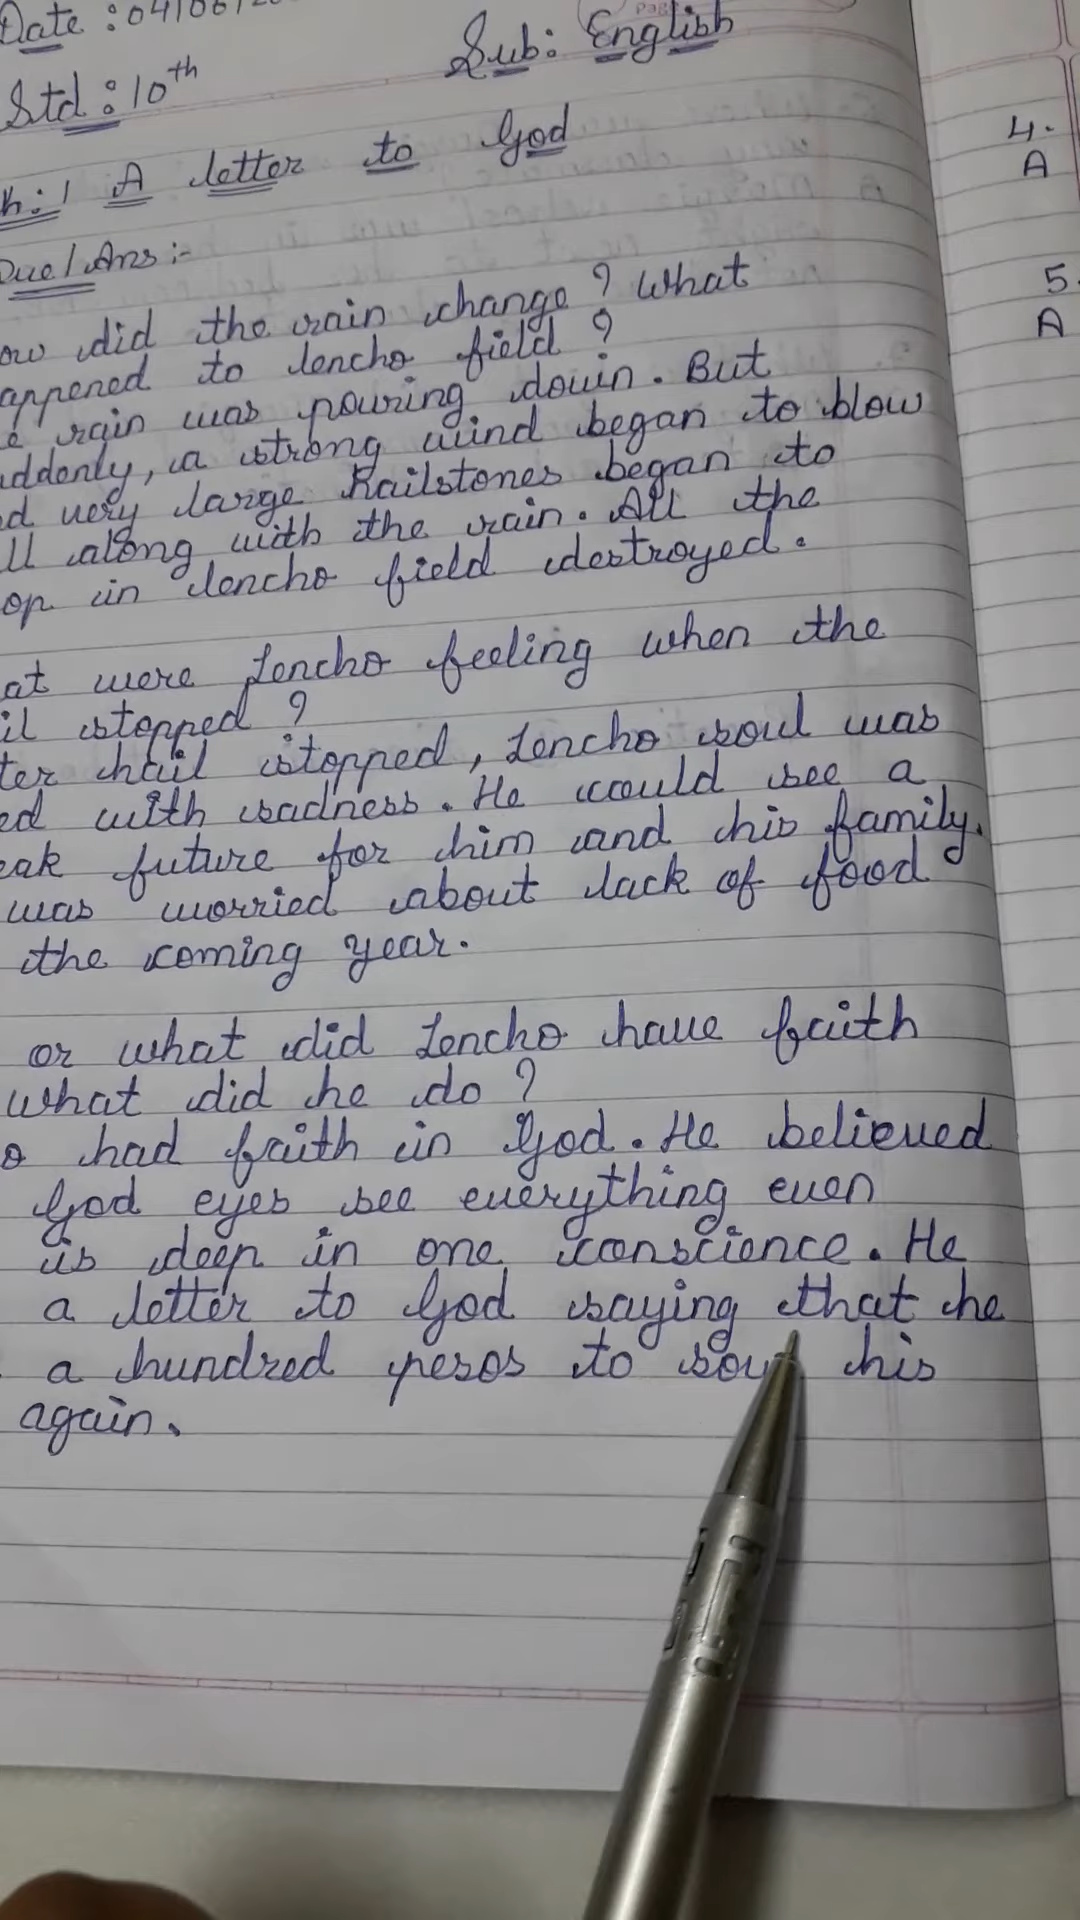 Date : 04/06/2
Sub: English
Std : 10th
h: 1 A letter to God
Que/Ans :-
ow did the rain change? What
appened to lencho field ?
e rain was pouring down. But
uddenly, a strong wind began to blow
d very large hailstones began to
ll along with the rain. All the
op in lencho field destroyed.
at were Lencho feeling when the
il stopped ?
ter hail stopped, Lencho soul was
ed with sadness. He could see a
eak future for him and his family.
was worried about lack of food
the coming year.
or what did Lencho have faith
what did he do ?
o had faith in God. He believed
God eyes see everything even
is deep in one conscience. He
a letter to God saying that he
a hundred pesos to sow his
again.
4.
A
5.
A